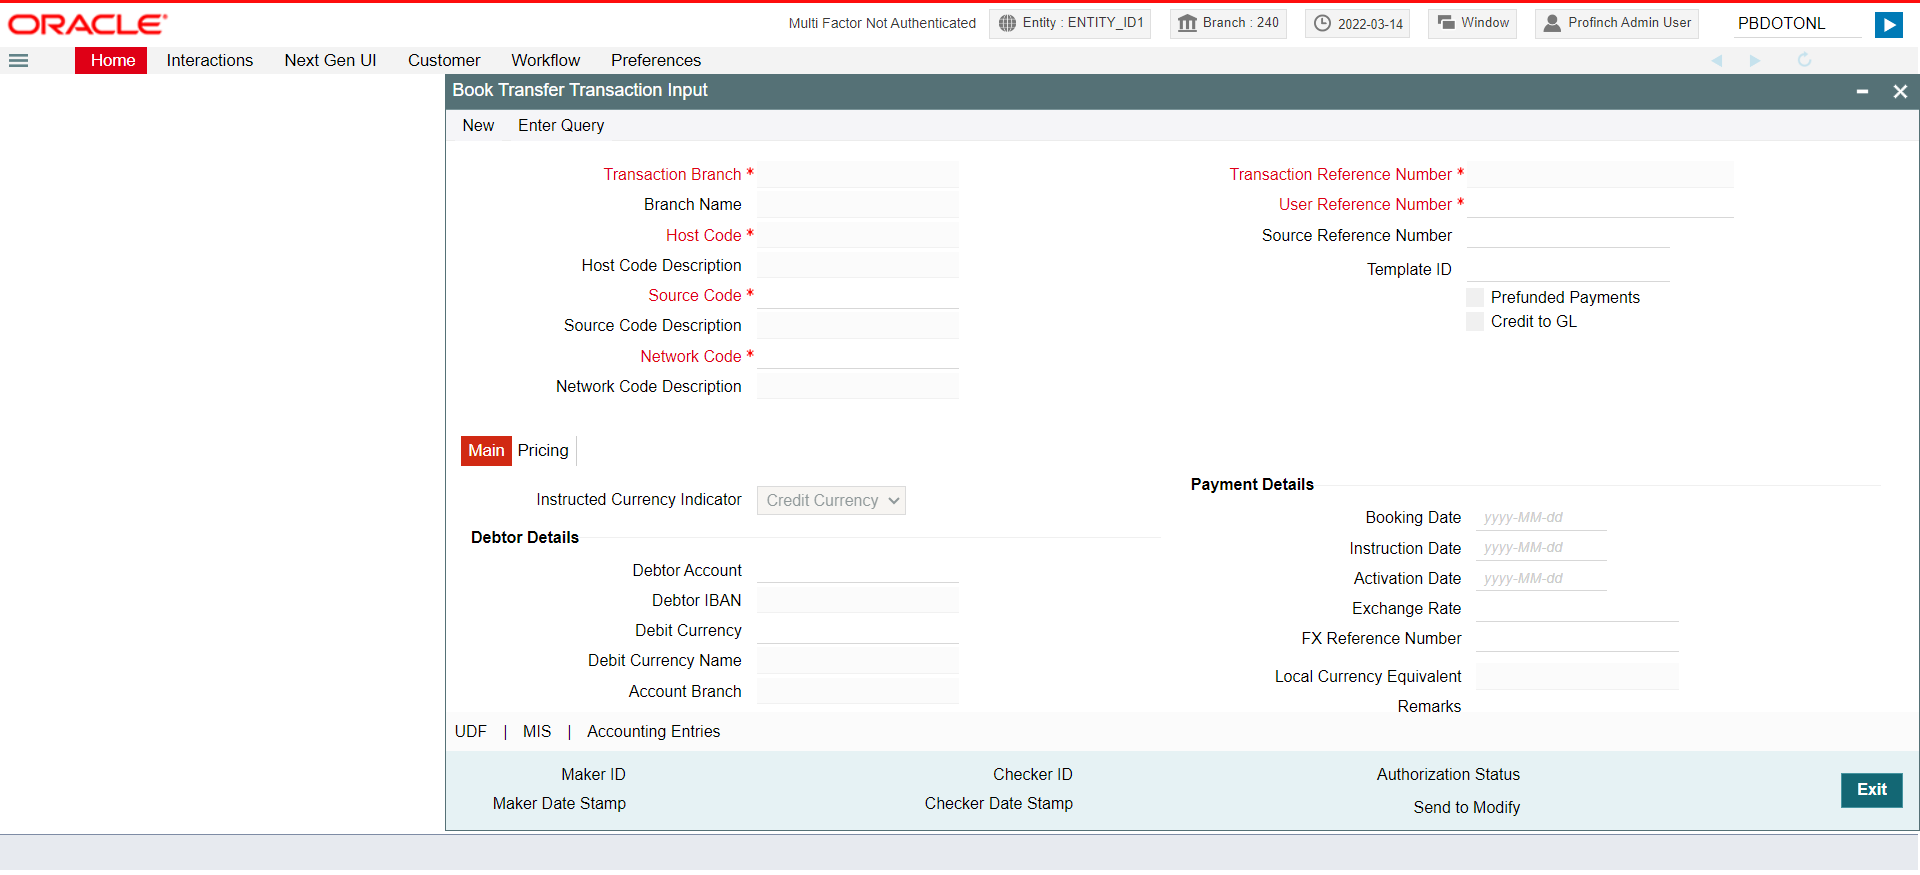 ORACLE
Multi Factor Not Authenticated
Entity : ENTITY_ID1
Branch : 240
2022-03-14
Window
Profinch Admin User
PBDOTONL
Home
Interactions
Next Gen UI
Customer
Workflow
Preferences
Book Transfer Transaction Input
New
Enter Query
Transaction Branch *
Branch Name
Host Code *
Host Code Description
Source Code *
Source Code Description
Network Code *
Network Code Description
Transaction Reference Number *
User Reference Number *
Source Reference Number
Template ID
Prefunded Payments
Credit to GL
Main
Pricing
Instructed Currency Indicator
Credit Currency
Debtor Details
Debtor Account
Debtor IBAN
Debit Currency
Debit Currency Name
Account Branch
Payment Details
Booking Date
yyyy-MM-dd
Instruction Date
yyyy-MM-dd
Activation Date
yyyy-MM-dd
Exchange Rate
FX Reference Number
Local Currency Equivalent
Remarks
UDF | MIS | Accounting Entries
Maker ID
Maker Date Stamp
Checker ID
Checker Date Stamp
Authorization Status
Send to Modify
Exit